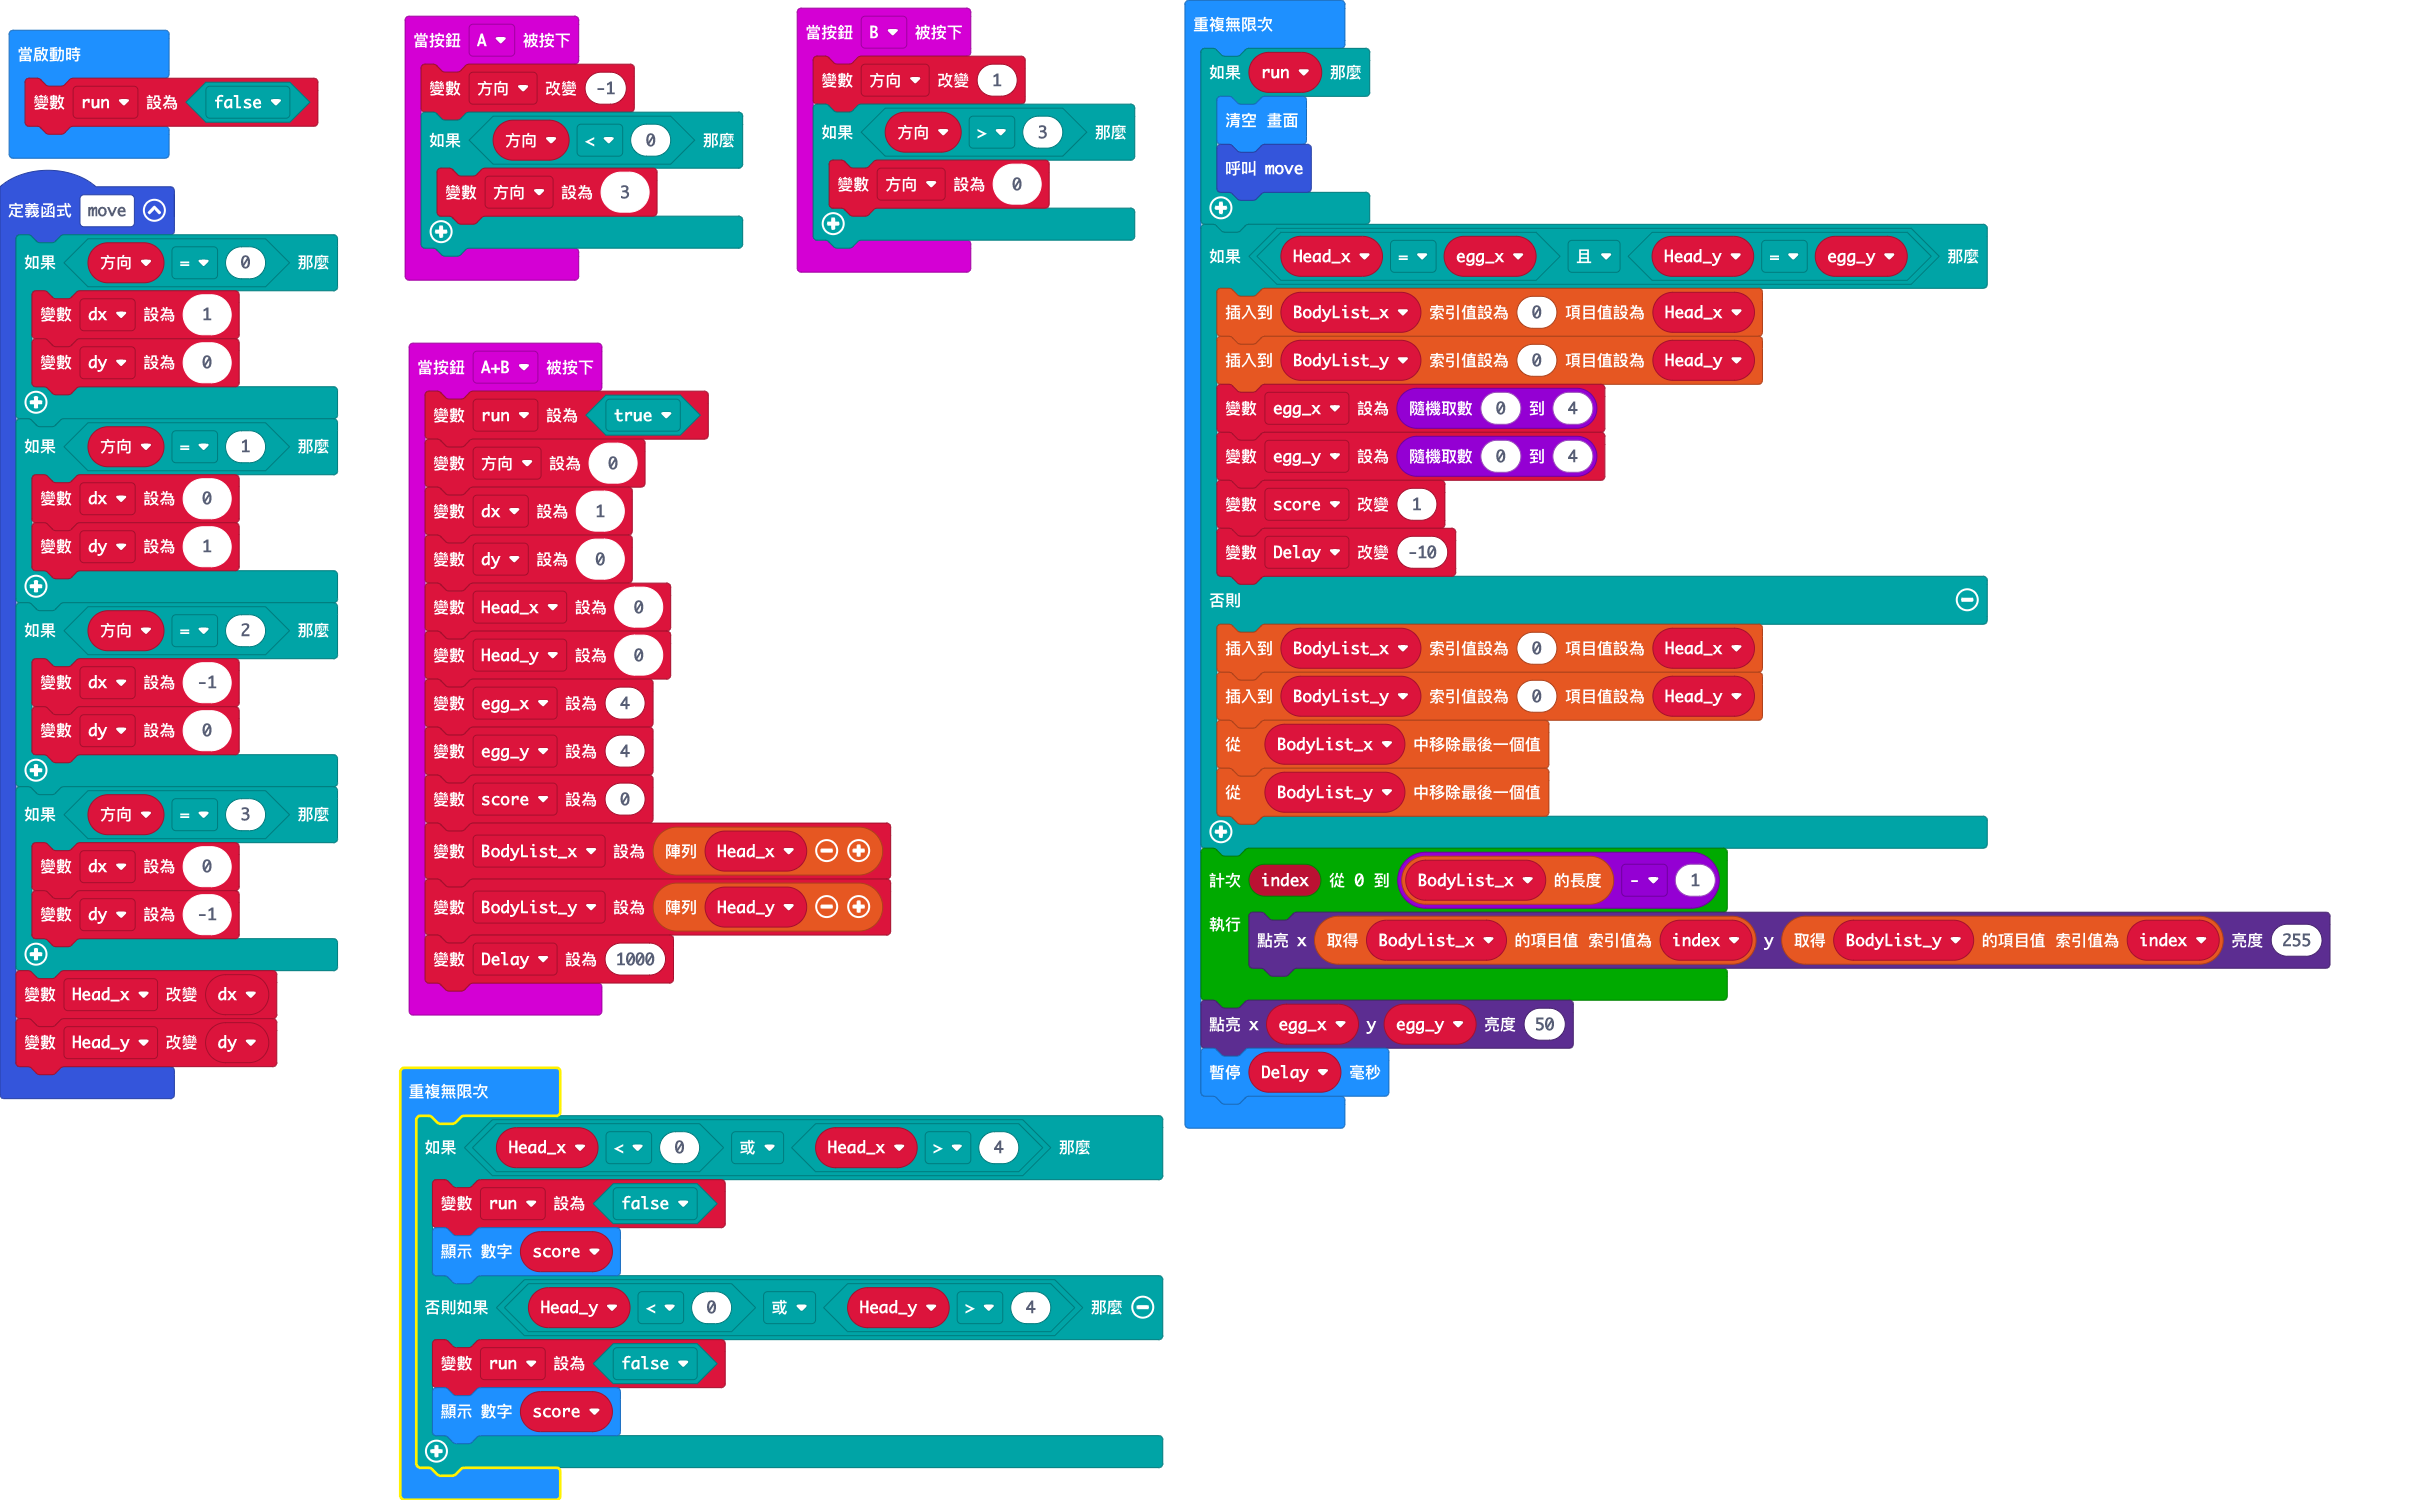 當啟動時
變數 run 設為 false
定義函式 move
如果 方向 = 0 那麼
變數 dx 設為 1
變數 dy 設為 0
如果 方向 = 1 那麼
變數 dx 設為 0
變數 dy 設為 1
如果 方向 = 2 那麼
變數 dx 設為 -1
變數 dy 設為 0
如果 方向 = 3 那麼
變數 dx 設為 0
變數 dy 設為 -1
變數 Head_x 改變 dx
變數 Head_y 改變 dy
當按鈕 A 被按下
變數 方向 改變 -1
如果 方向 < 0 那麼
變數 方向 設為 3
當按鈕 B 被按下
變數 方向 改變 1
如果 方向 > 3 那麼
變數 方向 設為 0
當按鈕 A+B 被按下
變數 run 設為 true
變數 方向 設為 0
變數 dx 設為 1
變數 dy 設為 0
變數 Head_x 設為 0
變數 Head_y 設為 0
變數 egg_x 設為 4
變數 egg_y 設為 4
變數 score 設為 0
變數 BodyList_x 設為 陣列 Head_x
變數 BodyList_y 設為 陣列 Head_y
變數 Delay 設為 1000
重複無限次
如果 Head_x < 0 或 Head_x > 4 那麼
變數 run 設為 false
顯示 數字 score
否則如果 Head_y < 0 或 Head_y > 4 那麼
變數 run 設為 false
顯示 數字 score
重複無限次
如果 run 那麼
清空 畫面
呼叫 move
如果 Head_x = egg_x 且 Head_y = egg_y 那麼
插入到 BodyList_x 索引值設為 0 項目值設為 Head_x
插入到 BodyList_y 索引值設為 0 項目值設為 Head_y
變數 egg_x 設為 隨機取數 0 到 4
變數 egg_y 設為 隨機取數 0 到 4
變數 score 改變 1
變數 Delay 改變 -10
否則
插入到 BodyList_x 索引值設為 0 項目值設為 Head_x
插入到 BodyList_y 索引值設為 0 項目值設為 Head_y
從 BodyList_x 中移除最後一個值
從 BodyList_y 中移除最後一個值
計次 index 從 0 到 BodyList_x 的長度 - 1
執行 點亮 x 取得 BodyList_x 的項目值 索引值為 index y 取得 BodyList_y 的項目值 索引值為 index 亮度 255
點亮 x egg_x y egg_y 亮度 50
暫停 Delay 毫秒